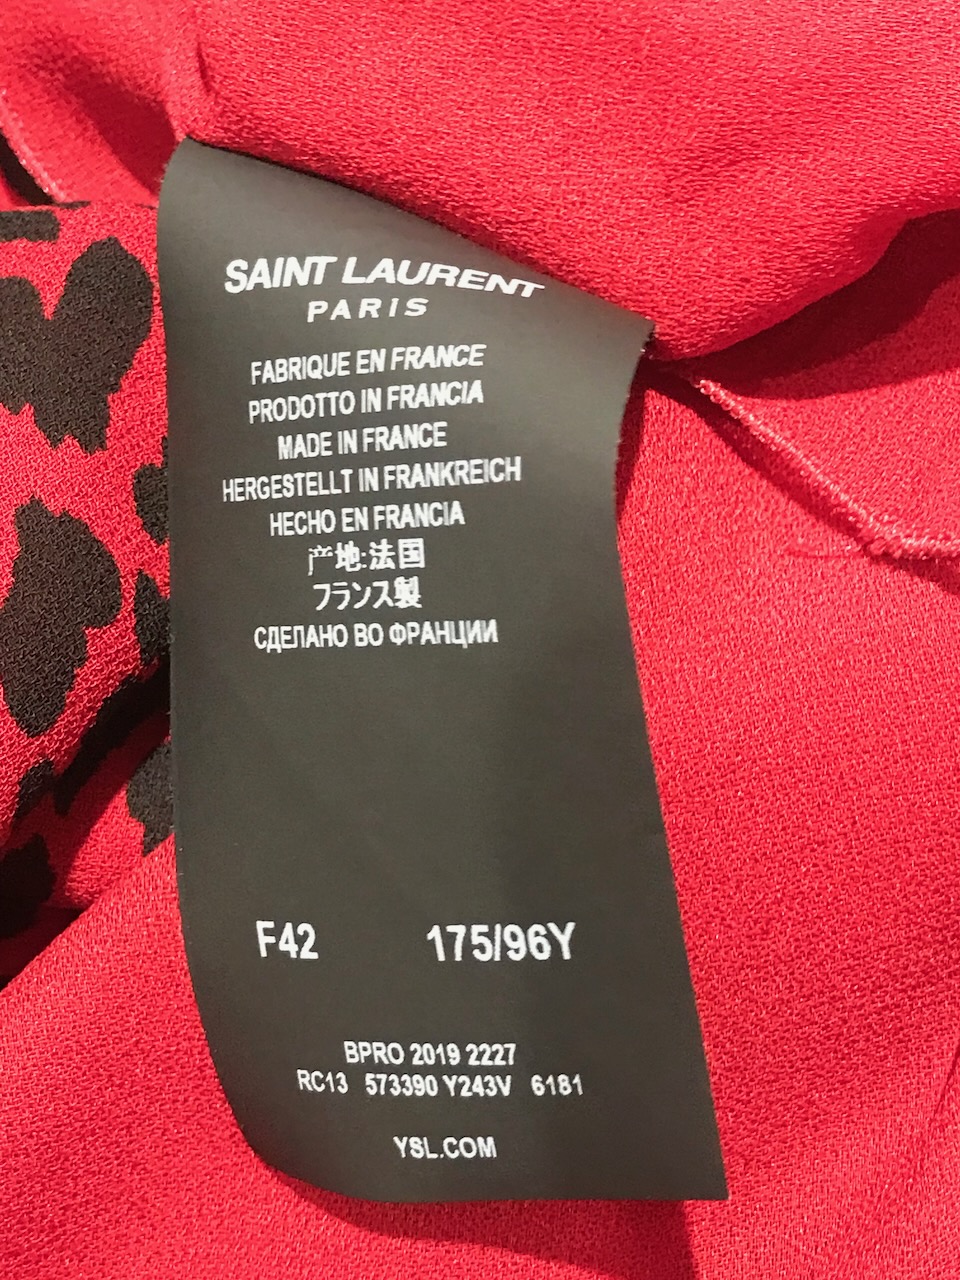 SAINT LAURENT
PARIS
FABRIQUE EN FRANCE
PRODOTTO IN FRANCIA
MADE IN FRANCE
HERGESTELLT IN FRANKREICH
HECHO EN FRANCIA
产地:法国
フランス製
СДЕЛАНО ВО ФРАНЦИИ
F42 175/96Y
BPRO 2019 2227
RC13 573390 Y243V 6181
YSL.COM